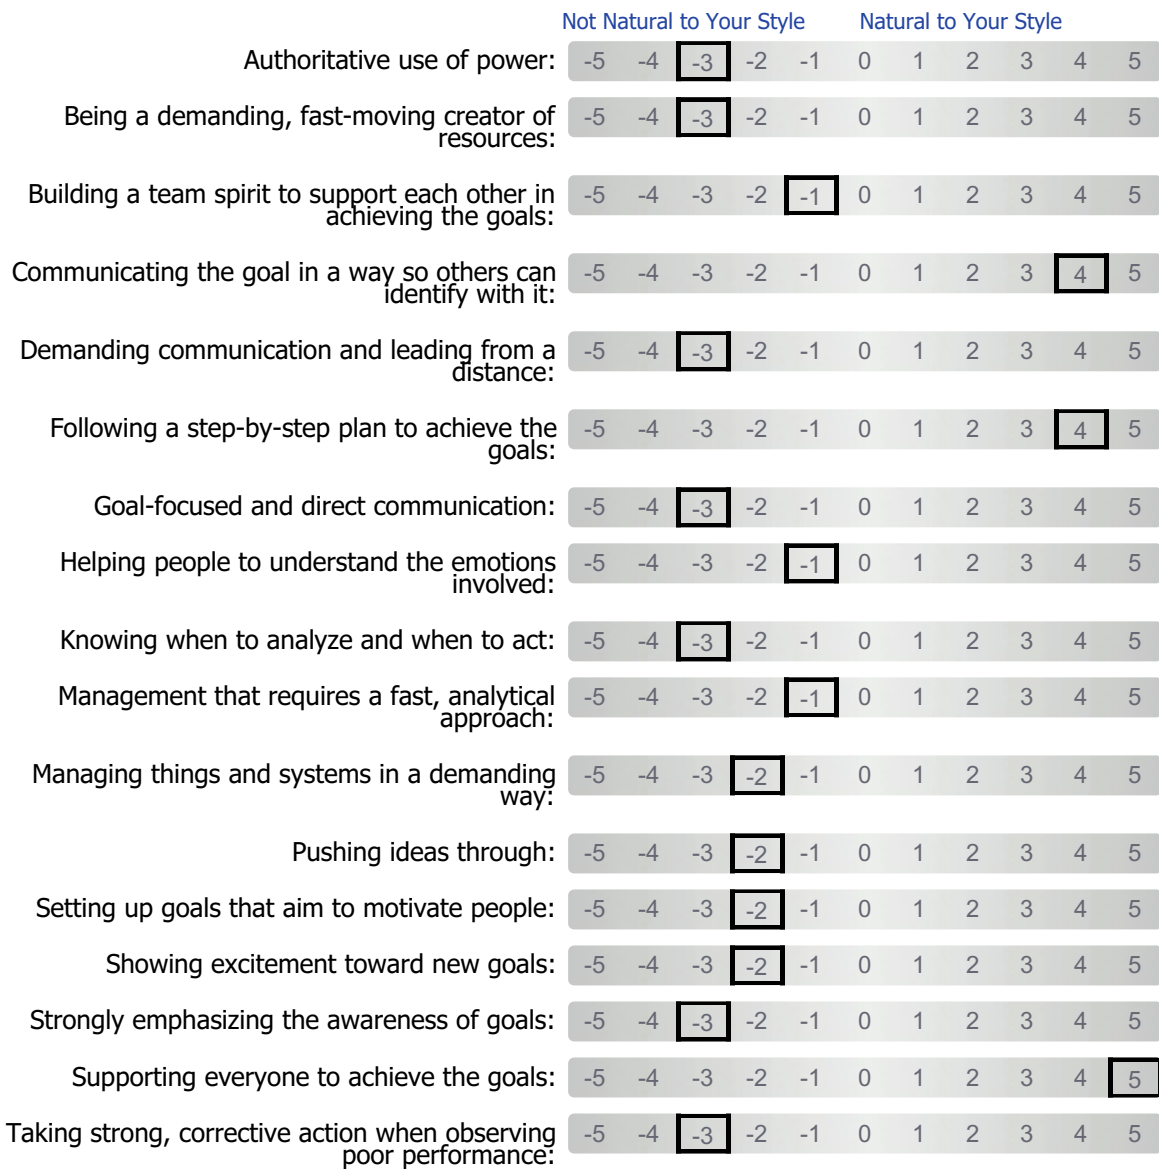 Not Natural to Your Style Natural to Your Style
Authoritative use of power: -5 -4 -3 -2 -1 0 1 2 3 4 5
Being a demanding, fast-moving creator of
resources: -5 -4 -3 -2 -1 0 1 2 3 4 5
Building a team spirit to support each other in
achieving the goals: -5 -4 -3 -2 -1 0 1 2 3 4 5
Communicating the goal in a way so others can
identify with it: -5 -4 -3 -2 -1 0 1 2 3 4 5
Demanding communication and leading from a
distance: -5 -4 -3 -2 -1 0 1 2 3 4 5
Following a step-by-step plan to achieve the
goals: -5 -4 -3 -2 -1 0 1 2 3 4 5
Goal-focused and direct communication: -5 -4 -3 -2 -1 0 1 2 3 4 5
Helping people to understand the emotions
involved: -5 -4 -3 -2 -1 0 1 2 3 4 5
Knowing when to analyze and when to act: -5 -4 -3 -2 -1 0 1 2 3 4 5
Management that requires a fast, analytical
approach: -5 -4 -3 -2 -1 0 1 2 3 4 5
Managing things and systems in a demanding
way: -5 -4 -3 -2 -1 0 1 2 3 4 5
Pushing ideas through: -5 -4 -3 -2 -1 0 1 2 3 4 5
Setting up goals that aim to motivate people: -5 -4 -3 -2 -1 0 1 2 3 4 5
Showing excitement toward new goals: -5 -4 -3 -2 -1 0 1 2 3 4 5
Strongly emphasizing the awareness of goals: -5 -4 -3 -2 -1 0 1 2 3 4 5
Supporting everyone to achieve the goals: -5 -4 -3 -2 -1 0 1 2 3 4 5
Taking strong, corrective action when observing
poor performance: -5 -4 -3 -2 -1 0 1 2 3 4 5